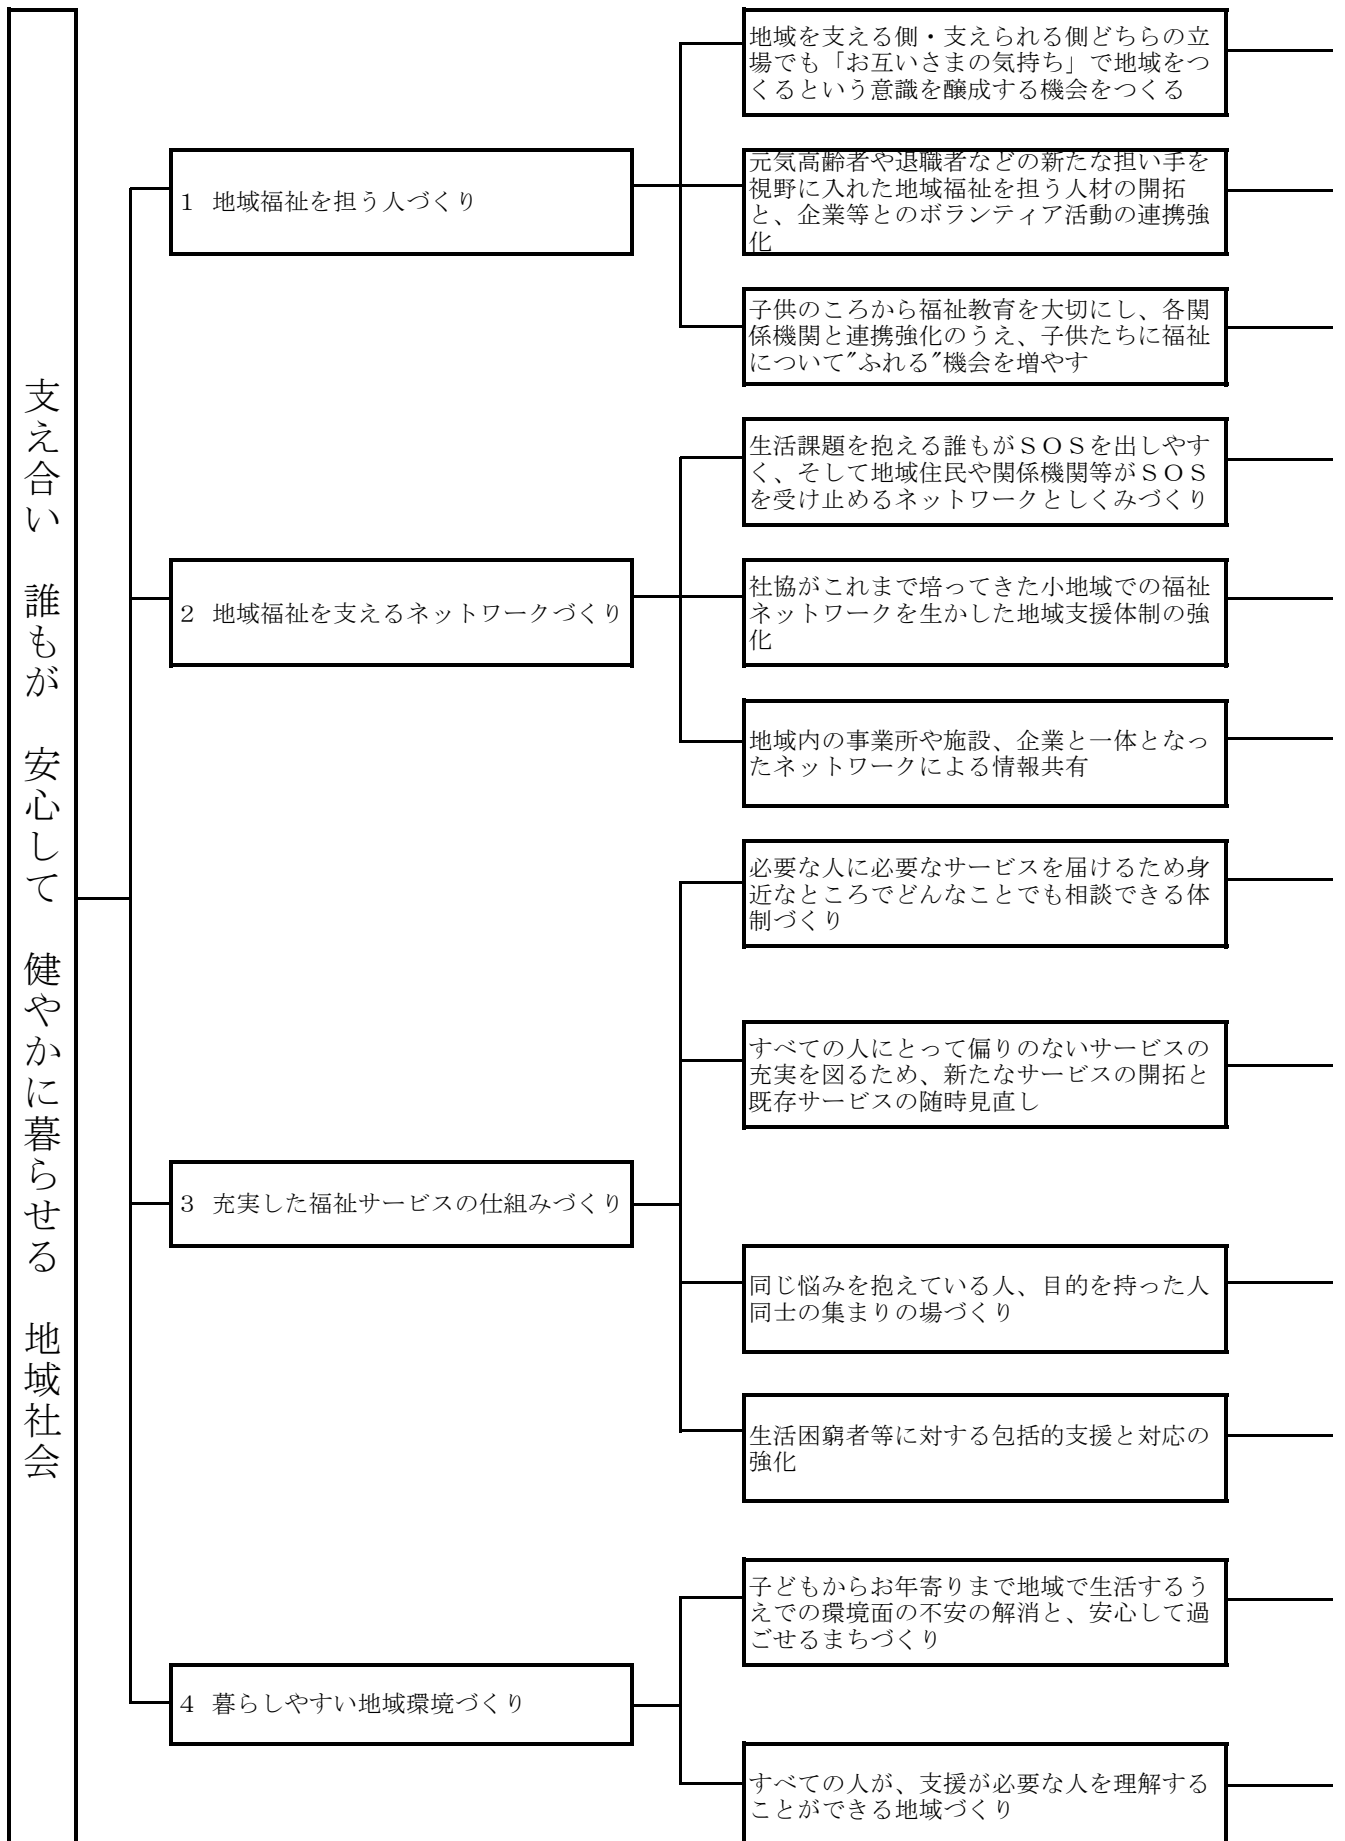 支え合い　誰もが　安心して　健やかに暮らせる　地域社会
1 地域福祉を担う人づくり
地域を支える側・支えられる側どちらの立
場でも「お互いさまの気持ち」で地域をつ
くるという意識を醸成する機会をつくる
元気高齢者や退職者などの新たな担い手を
視野に入れた地域福祉を担う人材の開拓
と、企業等とのボランティア活動の連携強
化
子供のころから福祉教育を大切にし、各関
係機関と連携強化のうえ、子供たちに福祉
について″ふれる″機会を増やす
2 地域福祉を支えるネットワークづくり
生活課題を抱える誰もがＳＯＳを出しやす
く、そして地域住民や関係機関等がＳＯＳ
を受け止めるネットワークとしくみづくり
社協がこれまで培ってきた小地域での福祉
ネットワークを生かした地域支援体制の強
化
地域内の事業所や施設、企業と一体となっ
たネットワークによる情報共有
3 充実した福祉サービスの仕組みづくり
必要な人に必要なサービスを届けるため身
近なところでどんなことでも相談できる体
制づくり
すべての人にとって偏りのないサービスの
充実を図るため、新たなサービスの開拓と
既存サービスの随時見直し
同じ悩みを抱えている人、目的を持った人
同士の集まりの場づくり
生活困窮者等に対する包括的支援と対応の
強化
4 暮らしやすい地域環境づくり
子どもからお年寄りまで地域で生活するう
えでの環境面の不安の解消と、安心して過
ごせるまちづくり
すべての人が、支援が必要な人を理解する
ことができる地域づくり